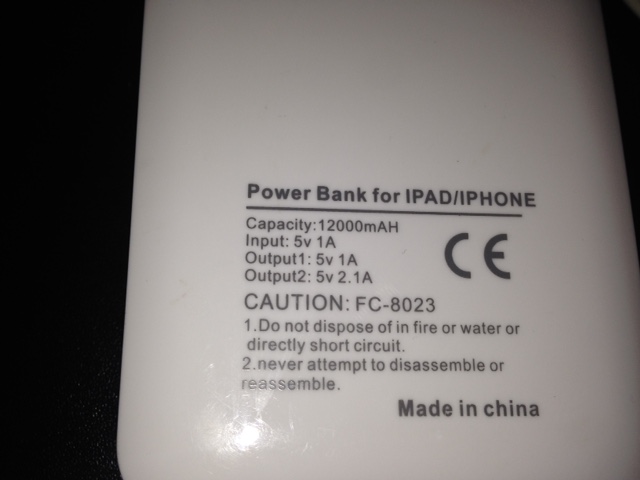 Power Bank for IPAD/IPHONE
Capacity:12000mAH
Input: 5v 1A
Output1: 5v 1A
Output2: 5v 2.1A
CE
CAUTION: FC-8023
1.Do not dispose of in fire or water or
directly short circuit.
2.never attempt to disassemble or
reassemble.
Made in china